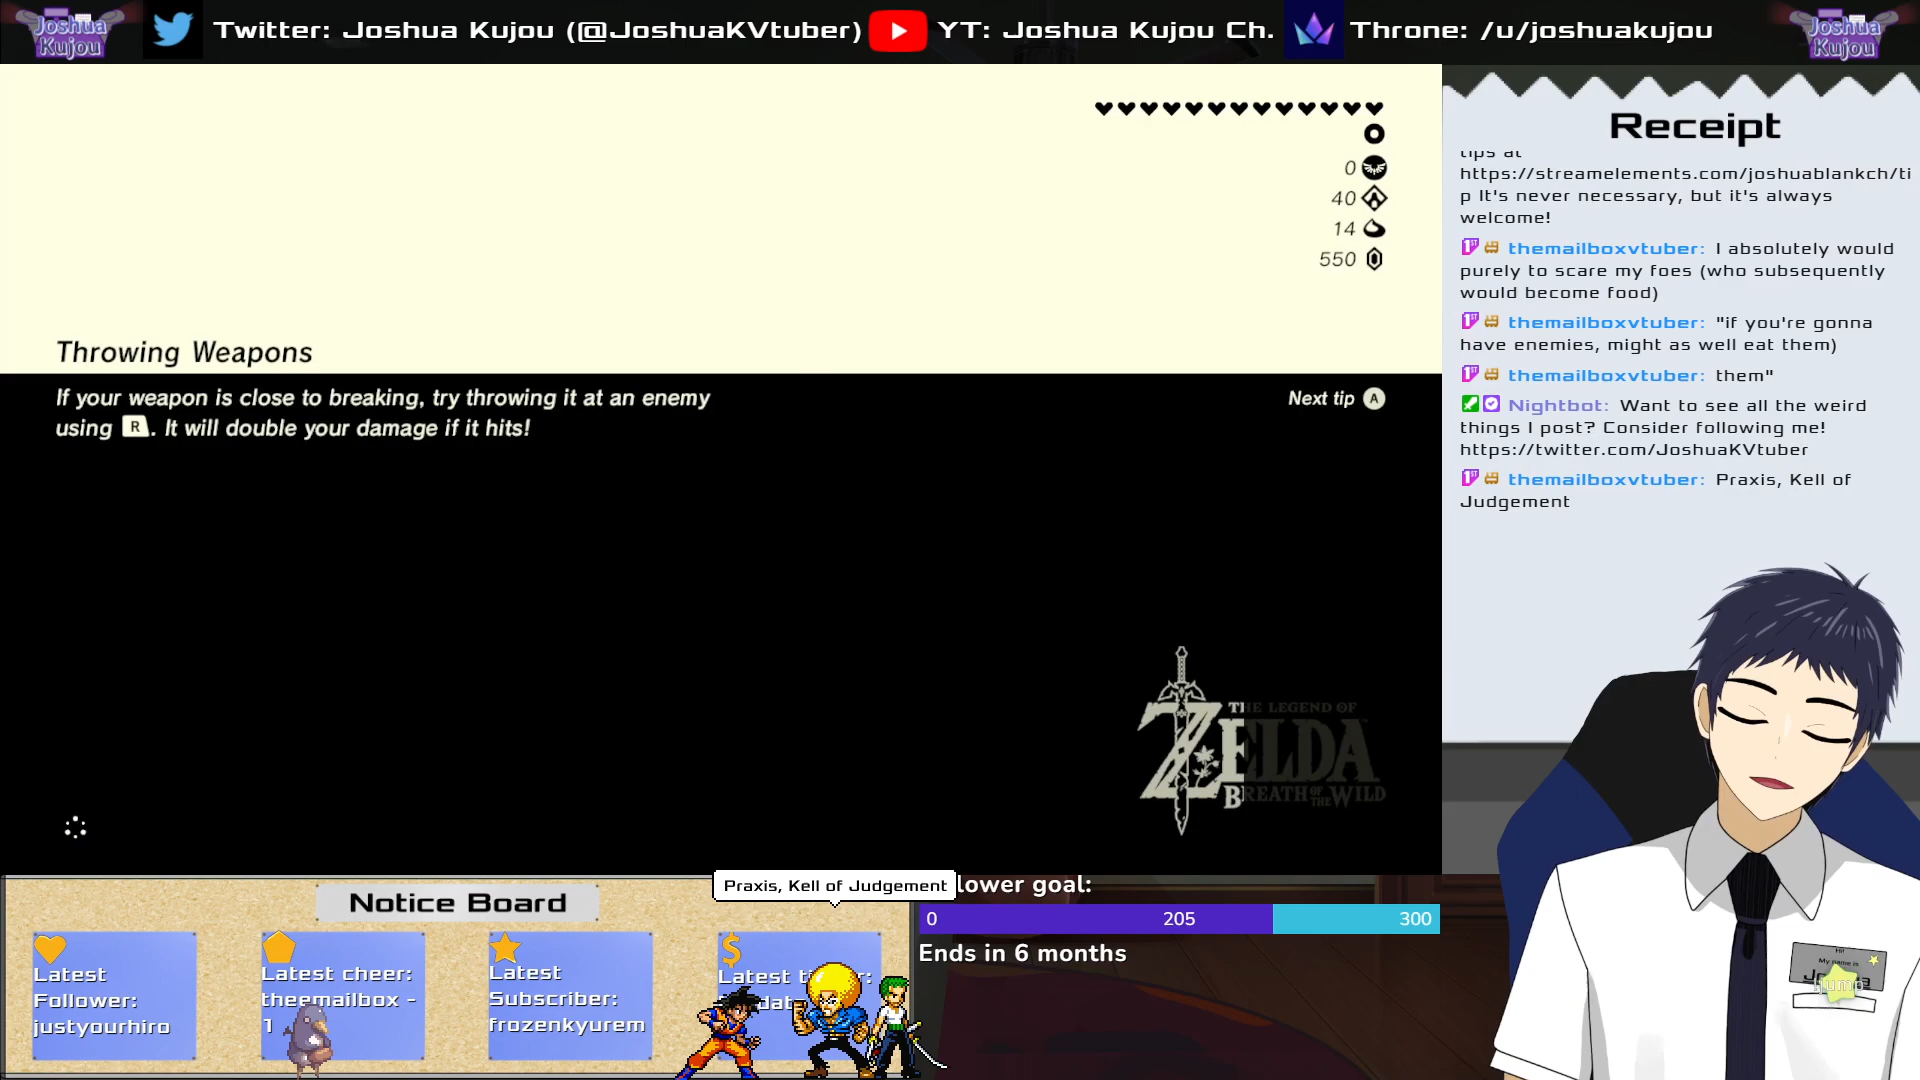 Joshua Kujou
Twitter: Joshua Kujou (@JoshuaKVtuber)
YT: Joshua Kujou Ch.
Throne: /u/joshuakujou
Joshua Kujou
0
40
14
550
Throwing Weapons
If your weapon is close to breaking, try throwing it at an enemy
using R. It will double your damage if it hits!
Next tip A
THE LEGEND OF
ZELDA
BREATH OF THE WILD
Receipt
tips at
https://streamelements.com/joshuablankch/ti
p It's never necessary, but it's always
welcome!
themailboxvtuber: I absolutely would
purely to scare my foes (who subsequently
would become food)
themailboxvtuber: "if you're gonna
have enemies, might as well eat them)
themailboxvtuber: them"
Nightbot: Want to see all the weird
things I post? Consider following me!
https://twitter.com/JoshuaKVtuber
themailboxvtuber: Praxis, Kell of
Judgement
Hi!
My name is
jump
Notice Board
Latest
Follower:
justyourhiro
Latest cheer:
theemailbox -
1
Latest
Subscriber:
frozenkyurem
Latest
Praxis, Kell of Judgement
lower goal:
0 205 300
Ends in 6 months